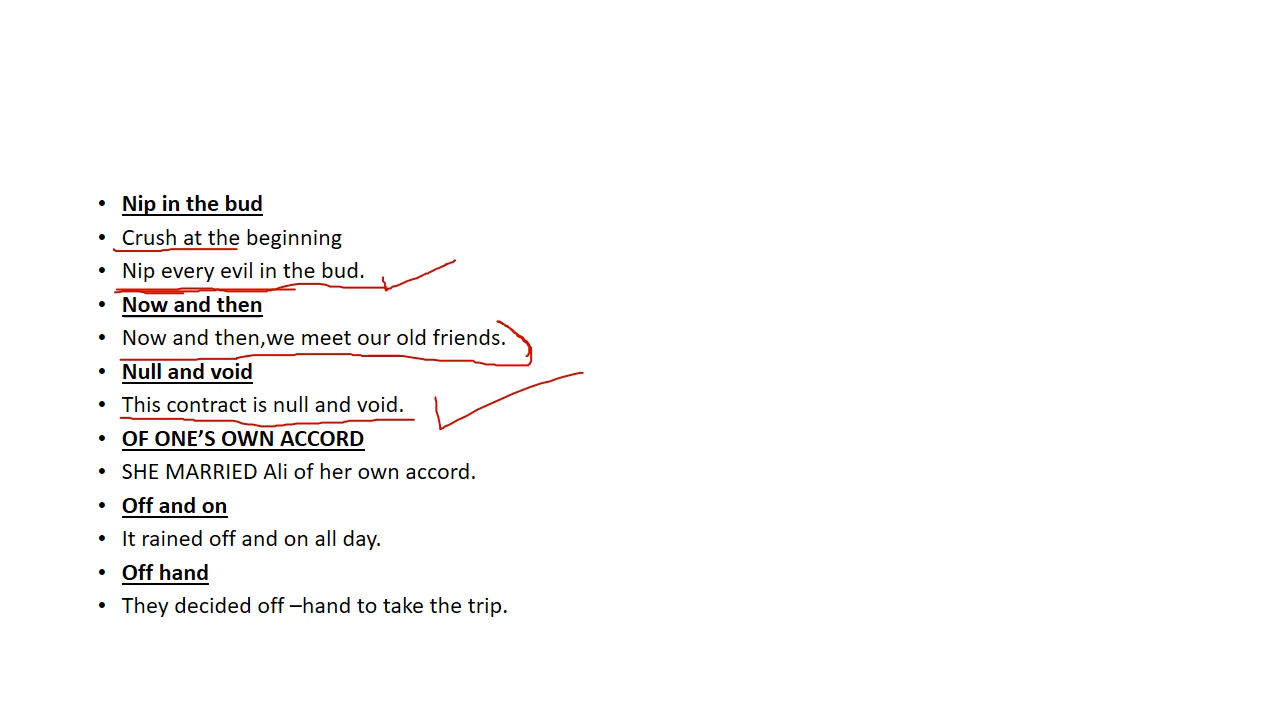 • Nip in the bud
• Crush at the beginning
• Nip every evil in the bud.
• Now and then
• Now and then,we meet our old friends.
• Null and void
• This contract is null and void.
• OF ONE’S OWN ACCORD
• SHE MARRIED Ali of her own accord.
• Off and on
• It rained off and on all day.
• Off hand
• They decided off –hand to take the trip.